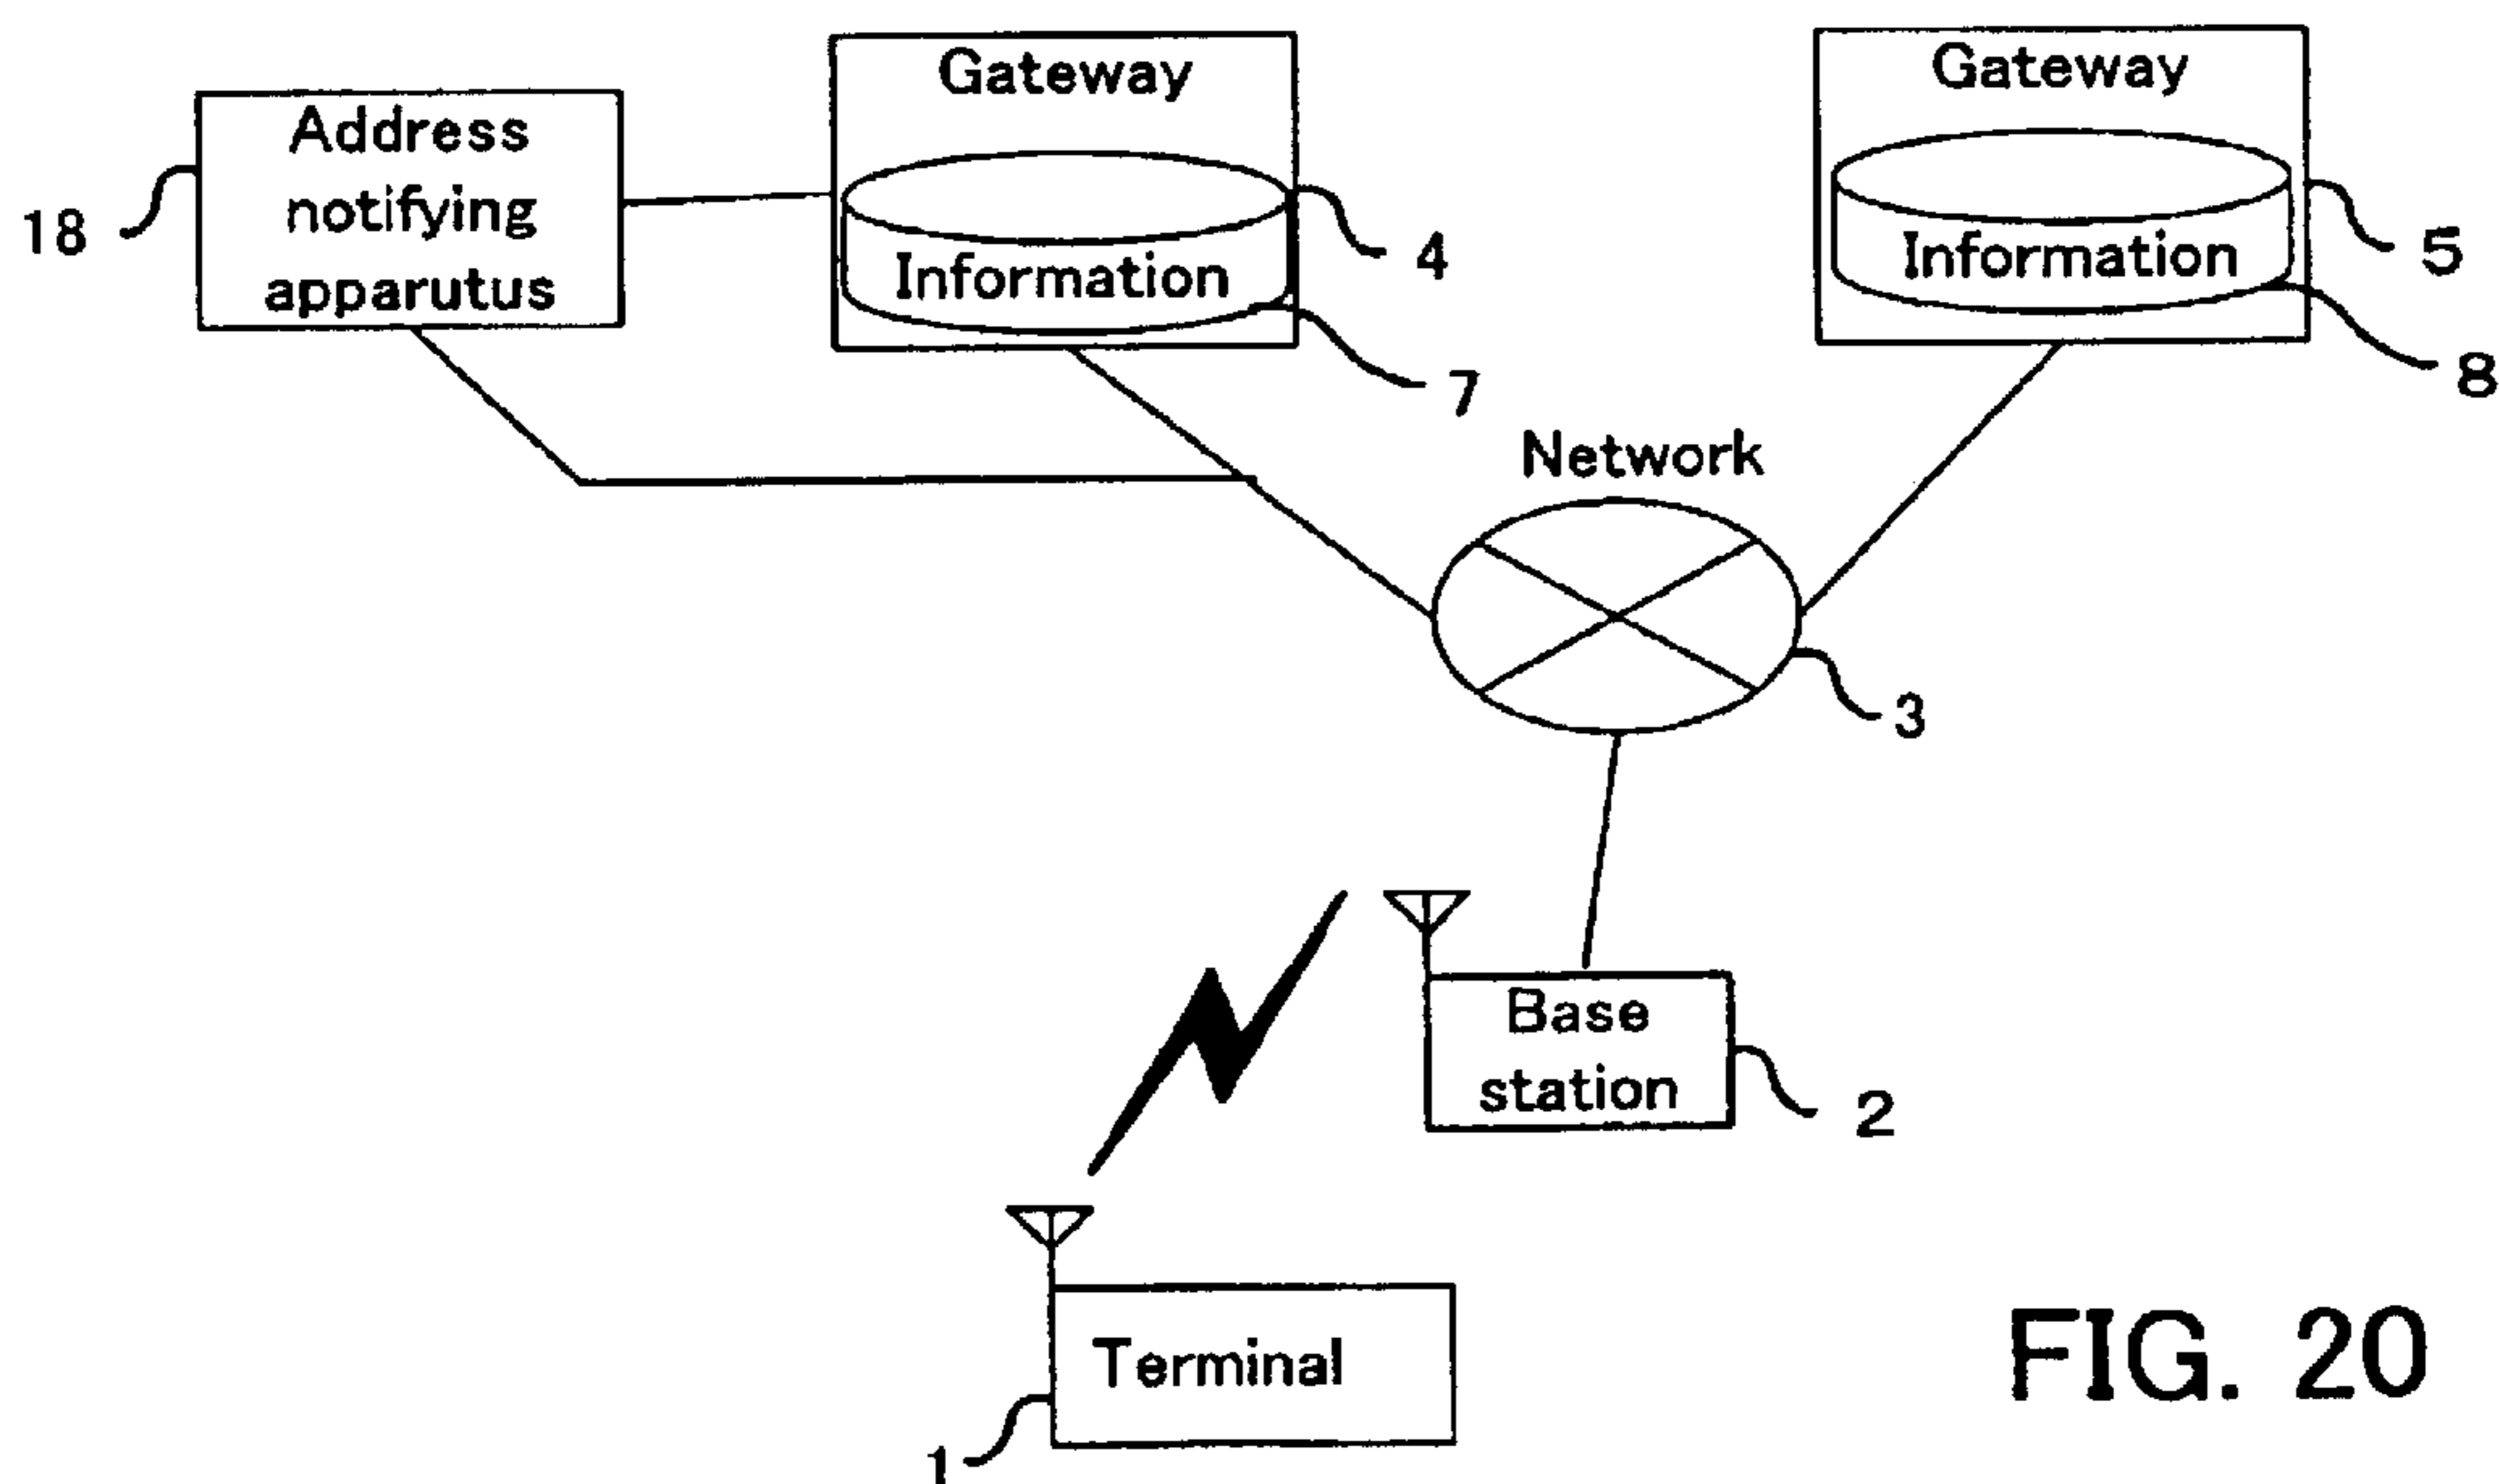 Gateway
Gateway
Address
notifying
apparutus
18
Information
4
Information
5
7
8
Network
3
Base
station
2
Terminal
1
FIG. 20